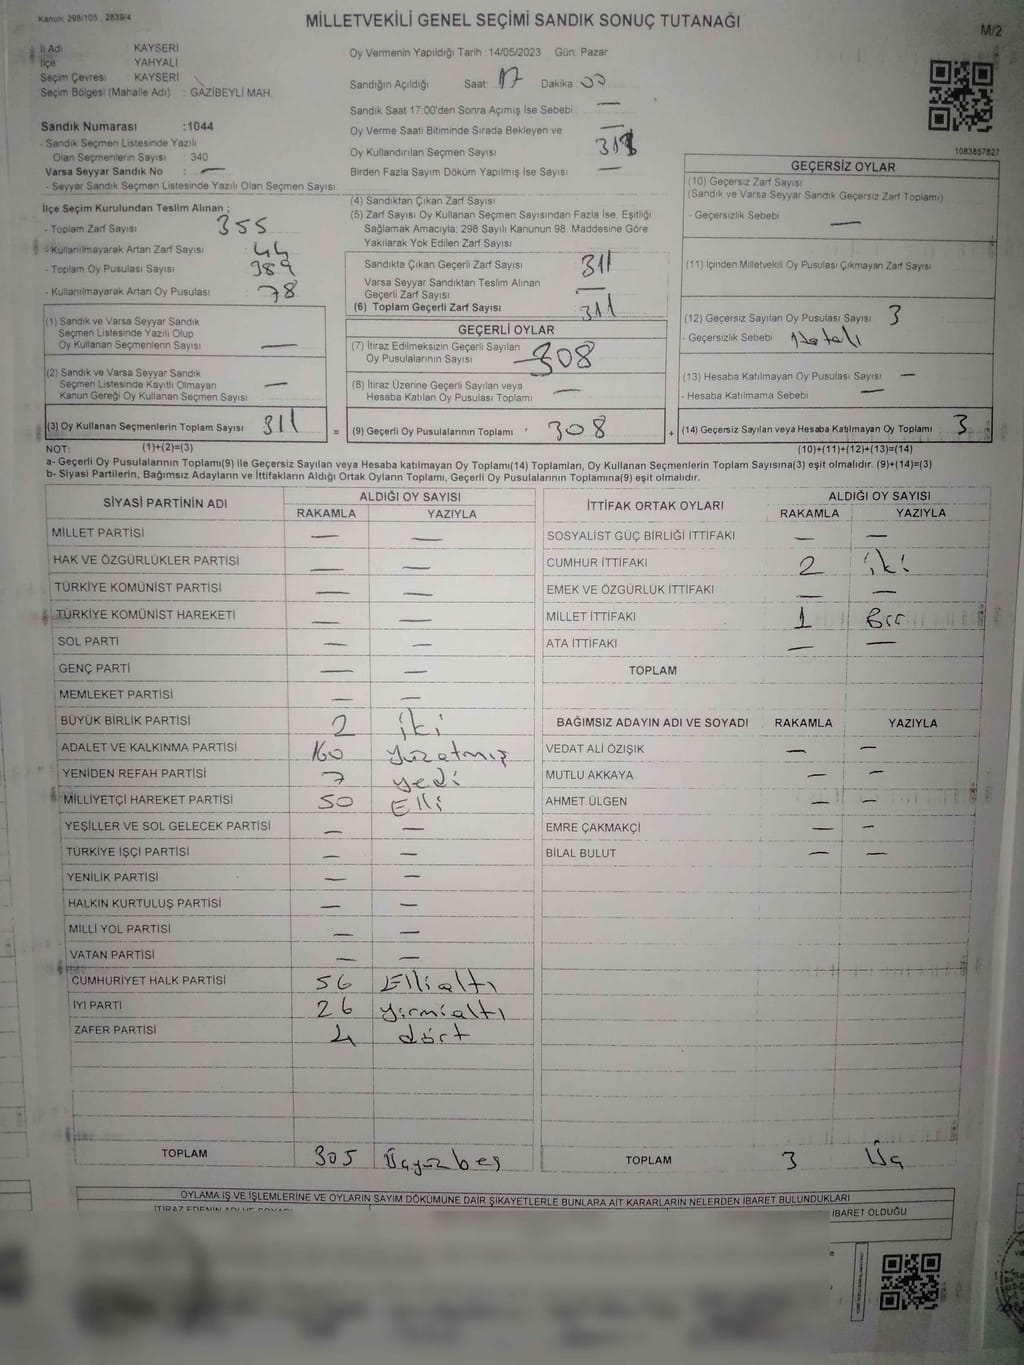 Kanun: 298/105 , 2839/4
MİLLETVEKİLİ GENEL SEÇİMİ SANDIK SONUÇ TUTANAĞI
M/2
İl Adı : KAYSERİ
İlçe : YAHYALI
Seçim Çevresi : KAYSERİ
Seçim Bölgesi (Mahalle Adı) : GAZİBEYLİ MAH.
Oy Vermenin Yapıldığı Tarih : 14/05/2023 Gün: Pazar
Sandığın Açıldığı Saat: 17 Dakika : 00
Sandık Saat 17:00'den Sonra Açımış İse Sebebi : —
Oy Verme Saati Bitiminde Sırada Bekleyen ve —
Oy Kullandırılan Seçmen Sayısı
Birden Fazla Sayım Döküm Yapılmış İse Sayısı —
1083857827
Sandık Numarası :1044
- Sandık Seçmen Listesinde Yazılı
Olan Seçmenlerin Sayısı : 340
Varsa Seyyar Sandık No : —
- Seyyar Sandık Seçmen Listesinde Yazılı Olan Seçmen Sayısı:
İlçe Seçim Kurulundan Teslim Alınan ;
- Toplam Zarf Sayısı : 355
- Kullanılmayarak Artan Zarf Sayısı : 44
- Toplam Oy Pusulası Sayısı : 389
- Kullanılmayarak Artan Oy Pusulası : 78
(4) Sandıktan Çıkan Zarf Sayısı
(5) Zarf Sayısı Oy Kullanan Seçmen Sayısından Fazla İse, Eşitliği
Sağlamak Amacıyla; 298 Sayılı Kanunun 98. Maddesine Göre
Yakılarak Yok Edilen Zarf Sayısı:
Sandıkta Çıkan Geçerli Zarf Sayısı 311
Varsa Seyyar Sandıktan Teslim Alınan
Geçerli Zarf Sayısı —
(6) Toplam Geçerli Zarf Sayısı 311
GEÇERSİZ OYLAR
(10) Geçersiz Zarf Sayısı
(Sandık ve Varsa Seyyar Sandık Geçersiz Zarf Toplamı) :
- Geçersizlik Sebebi : —
(11) İçinden Milletvekili Oy Pusulası Çıkmayan Zarf Sayısı
(12) Geçersiz Sayılan Oy Pusulası Sayısı : 3
- Geçersizlik Sebebi :
(13) Hesaba Katılmayan Oy Pusulası Sayısı : —
- Hesaba Katılmama Sebebi : —
(14) Geçersiz Sayılan veya Hesaba Katılmayan Oy Toplamı : 3
(10)+(11)+(12)+(13)=(14)
(1) Sandık ve Varsa Seyyar Sandık
Seçmen Listesinde Yazılı Olup
Oy Kullanan Seçmenlerin Sayısı : —
(2) Sandık ve Varsa Seyyar Sandık
Seçmen Listesinde Kayıtlı Olmayan
Kanun Gereği Oy Kullanan Seçmen Sayısı : —
(3) Oy Kullanan Seçmenlerin Toplam Sayısı : 311 =
(1)+(2)=(3)
GEÇERLİ OYLAR
(7) İtiraz Edilmeksizin Geçerli Sayılan
Oy Pusulalarının Sayısı 308
(8) İtiraz Üzerine Geçerli Sayılan veya
Hesaba Katılan Oy Pusulası Toplamı : —
(9) Geçerli Oy Pusulalarının Toplamı : 308 +
NOT:
a- Geçerli Oy Pusulalarının Toplamı(9) ile Geçersiz Sayılan veya Hesaba katılmayan Oy Toplamı(14) Toplamları, Oy Kullanan Seçmenlerin Toplam Sayısına(3) eşit olmalıdır. (9)+(14)=(3)
b- Siyasi Partilerin, Bağımsız Adayların ve İttifakların Aldığı Ortak Oyların Toplamı, Geçerli Oy Pusulalarının Toplamına(9) eşit olmalıdır.
SİYASİ PARTİNİN ADI ALDIĞI OY SAYISI
RAKAMLA YAZIYLA
MİLLET PARTİSİ — —
HAK VE ÖZGÜRLÜKLER PARTİSİ — —
TÜRKİYE KOMÜNİST PARTİSİ — —
TÜRKİYE KOMÜNİST HAREKETİ — —
SOL PARTİ — —
GENÇ PARTİ — —
MEMLEKET PARTİSİ — —
BÜYÜK BİRLİK PARTİSİ 2 iki
ADALET VE KALKINMA PARTİSİ 160 yüzatmış
YENİDEN REFAH PARTİSİ 7 yedi
MİLLİYETÇİ HAREKET PARTİSİ 50 Elli
YEŞİLLER VE SOL GELECEK PARTİSİ — —
TÜRKİYE İŞÇİ PARTİSİ — —
YENİLİK PARTİSİ — —
HALKIN KURTULUŞ PARTİSİ — —
MİLLİ YOL PARTİSİ — —
VATAN PARTİSİ — —
CUMHURİYET HALK PARTİSİ 56 Ellialtı
İYİ PARTİ 26 yirmialtı
ZAFER PARTİSİ 4 dört
TOPLAM 305 Üçyüzbeş
İTTİFAK ORTAK OYLARI ALDIĞI OY SAYISI
RAKAMLA YAZIYLA
SOSYALİST GÜÇ BİRLİĞİ İTTİFAKI — —
CUMHUR İTTİFAKI 2 iki
EMEK VE ÖZGÜRLÜK İTTİFAKI — —
MİLLET İTTİFAKI 1 Bir
ATA İTTİFAKI — —
TOPLAM
BAĞIMSIZ ADAYIN ADI VE SOYADI RAKAMLA YAZIYLA
VEDAT ALİ ÖZIŞIK — —
MUTLU AKKAYA — —
AHMET ÜLGEN — —
EMRE ÇAKMAKÇİ — —
BİLAL BULUT — —
TOPLAM 3 Üç
OYLAMA İŞ VE İŞLEMLERİNE VE OYLARIN SAYIM DÖKÜMÜNE DAİR ŞİKAYETLERLE BUNLARA AİT KARARLARIN NELERDEN İBARET BULUNDUKLARI
İBARET OLDUĞU